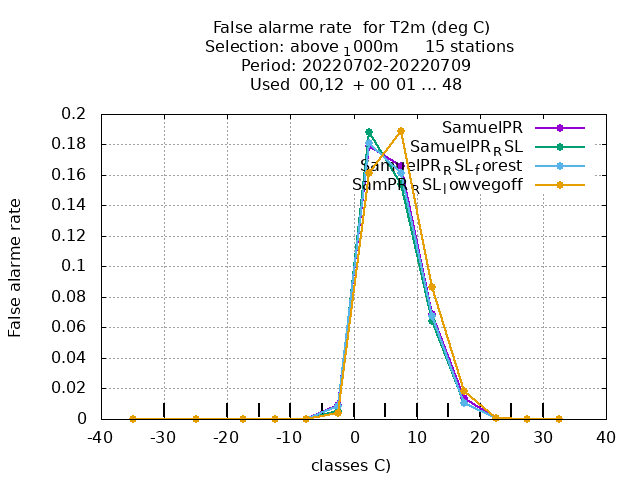 False alarme rate  for T2m (deg C)
Selection: above ₁000m     15 stations
Period: 20220702-20220709
Used  00,12  + 00 01 ... 48
SamuelPR
SamuelPR_RSL
SamuelPR_RSL_forest
SamPR_RSL_lowvegoff
False alarme rate
0.2
0.18
0.16
0.14
0.12
0.1
0.08
0.06
0.04
0.02
0
-40 -30 -20 -10 0 10 20 30 40
classes C)